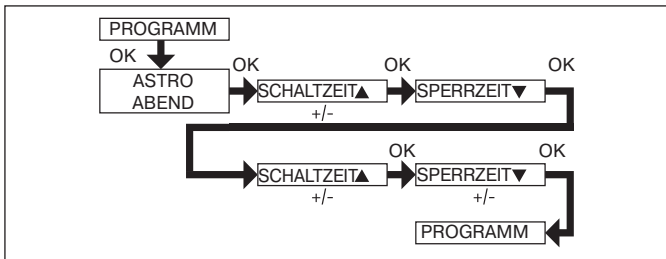 PROGRAMM
OK
ASTRO
ABEND
OK
SCHALTZEIT▲
+/-
OK
SPERRZEIT▼
OK
SCHALTZEIT▲
+/-
OK
SPERRZEIT▼
+/-
OK
PROGRAMM